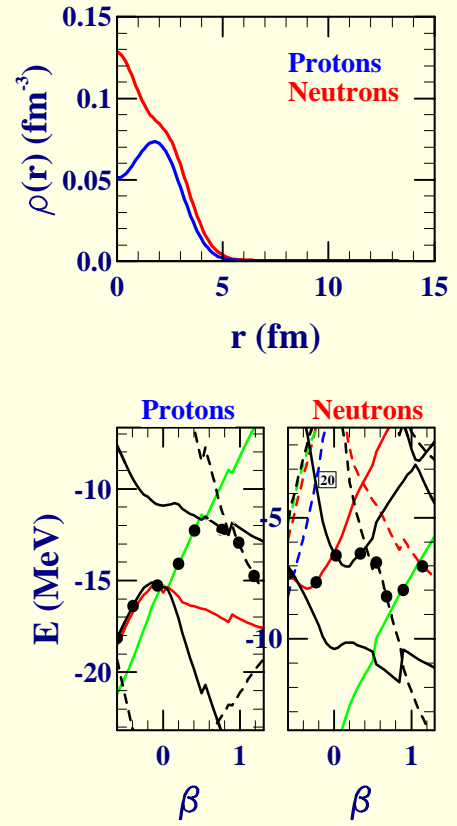 0.15
0.10
0.05
0.0
ρ(r) (fm-3)
Protons
Neutrons
0 5 10 15
r (fm)
Protons Neutrons
-10
-15
-20
E (MeV)
-5
-10
20
0 1 0 1
β β